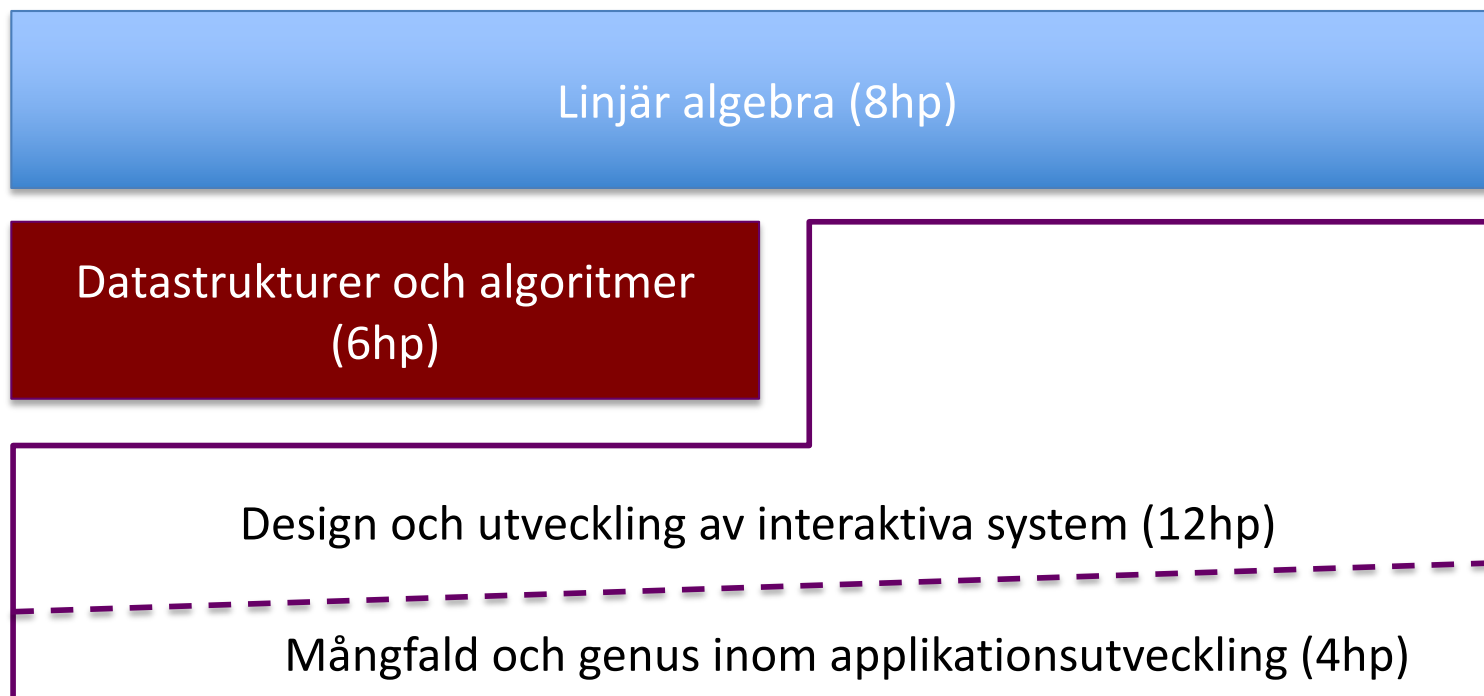 Linjär algebra (8hp)
Datastrukturer och algoritmer
(6hp)
Design och utveckling av interaktiva system (12hp)
Mångfald och genus inom applikationsutveckling (4hp)